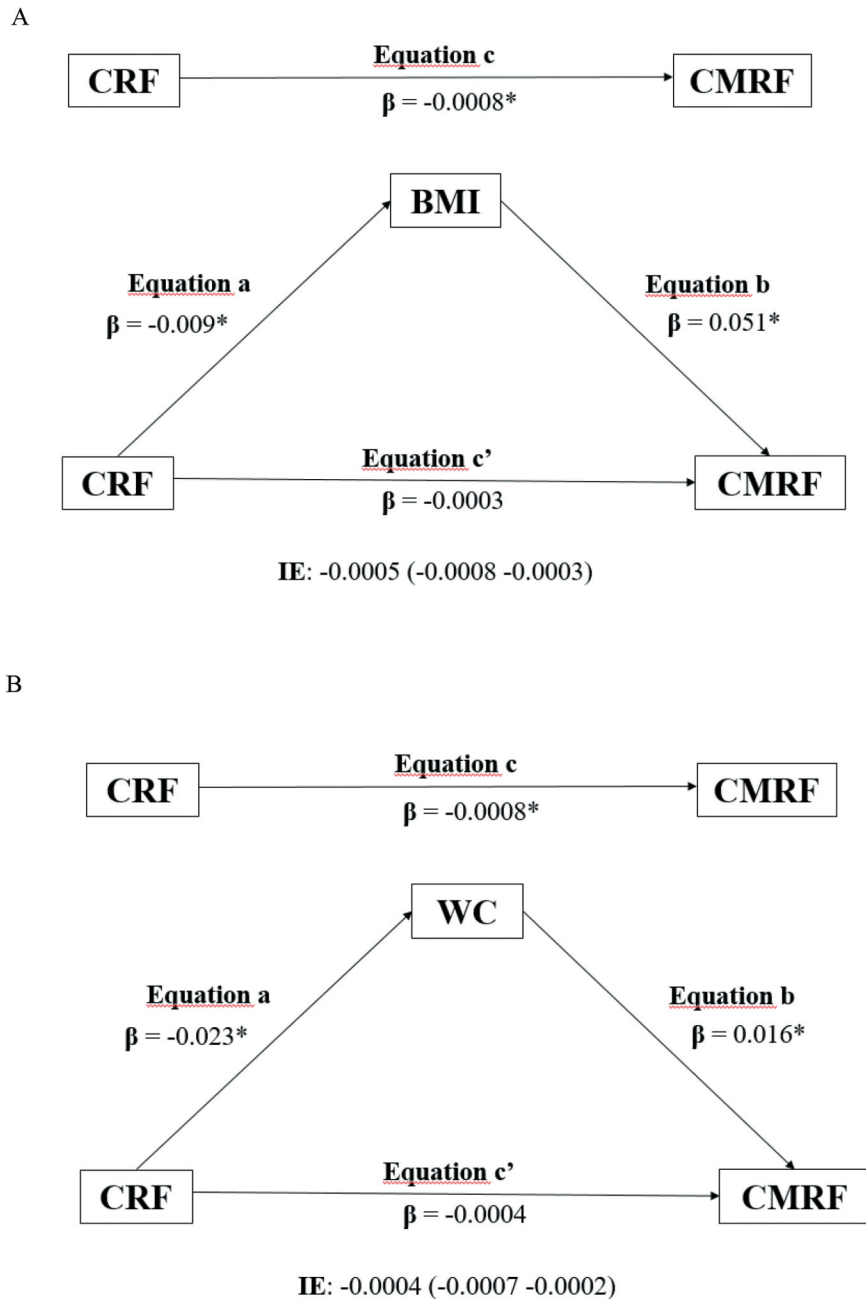 A
Equation c
CRF
CMRF
β = -0.0008*
BMI
Equation a
Equation b
β = -0.009*
β = 0.051*
Equation c’
CRF
CMRF
β = -0.0003
IE: -0.0005 (-0.0008 -0.0003)
B
Equation c
CRF
CMRF
β = -0.0008*
WC
Equation a
Equation b
β = -0.023*
β = 0.016*
Equation c’
CRF
CMRF
β = -0.0004
IE: -0.0004 (-0.0007 -0.0002)